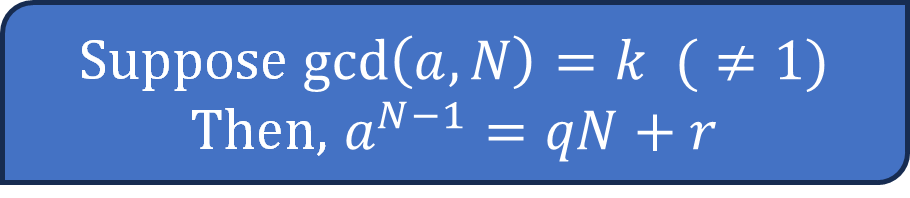 Suppose gcd(𝑎, 𝑁) = 𝑘 ( ≠ 1)
Then, 𝑎^{𝑁−1} = 𝑞𝑁 + 𝑟